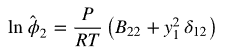 ln φ̂₂ = P/RT (B₂₂ + y₁² δ₁₂)